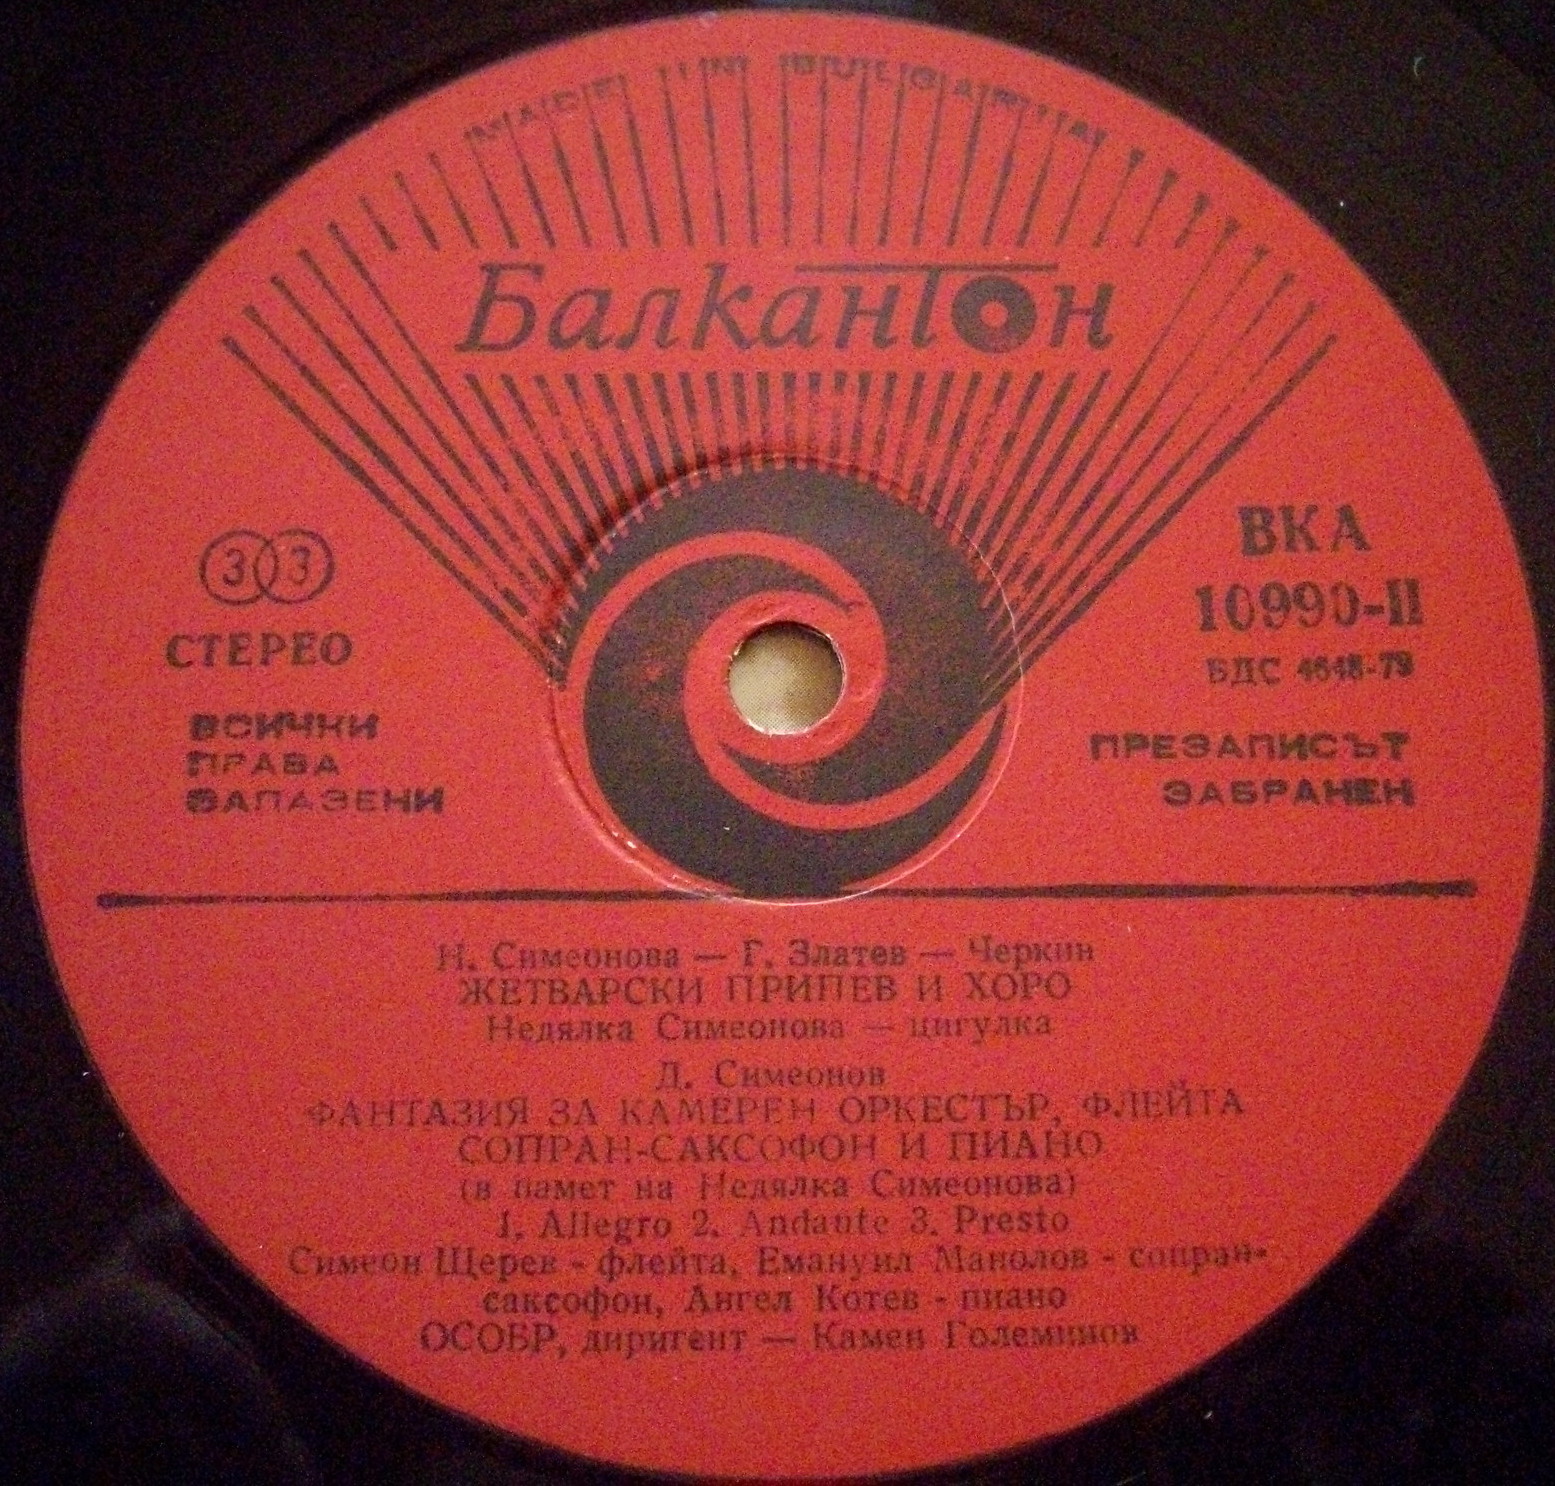 MADE IN BULGARIA
Балкантон
33
СТЕРЕО
ВСИЧКИ
ПРАВА
ЗАПАЗЕНИ
ВКА
10990-II
БДС 4648-79
ПРЕЗАПИСЪТ
ЗАБРАНЕН
Н. Симеонова — Г. Златев — Черкин
ЖЕТВАРСКИ ПРИПЕВ И ХОРО
Недялка Симеонова — цигулка
Д. Симеонов
ФАНТАЗИЯ ЗА КАМЕРЕН ОРКЕСТЪР, ФЛЕЙТА
СОПРАН-САКСОФОН И ПИАНО
(в памет на Недялка Симеонова)
1. Allegro 2. Andante 3. Presto
Симеон Щерев - флейта, Емануил Манолов - сопран-
саксофон, Ангел Котев - пиано
ОСОБР, диригент — Камен Големинов